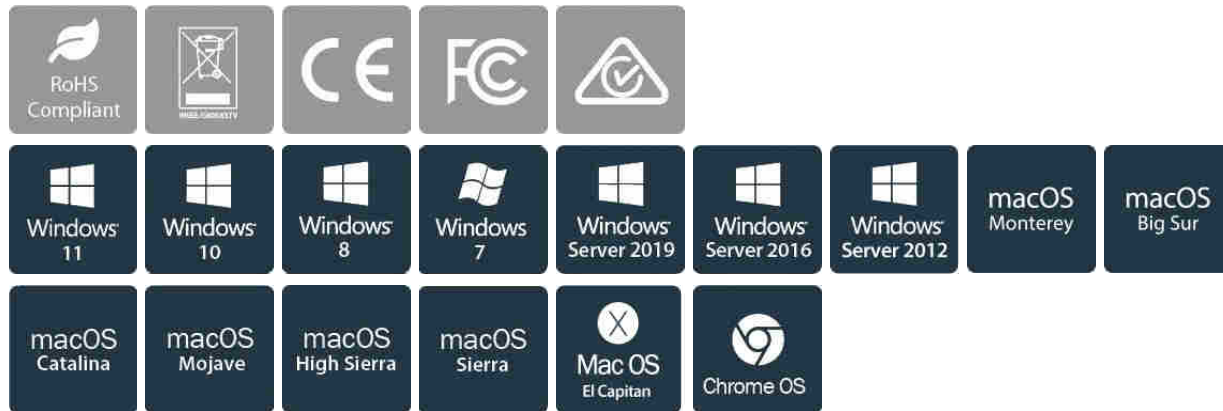 RoHS
Compliant
CE
FC
Windows
11
Windows
10
Windows
8
Windows
7
Windows
Server 2019
Windows
Server 2016
Windows
Server 2012
macOS
Monterey
macOS
Big Sur
macOS
Catalina
macOS
Mojave
macOS
High Sierra
macOS
Sierra
X
Mac OS
El Capitan
Chrome OS